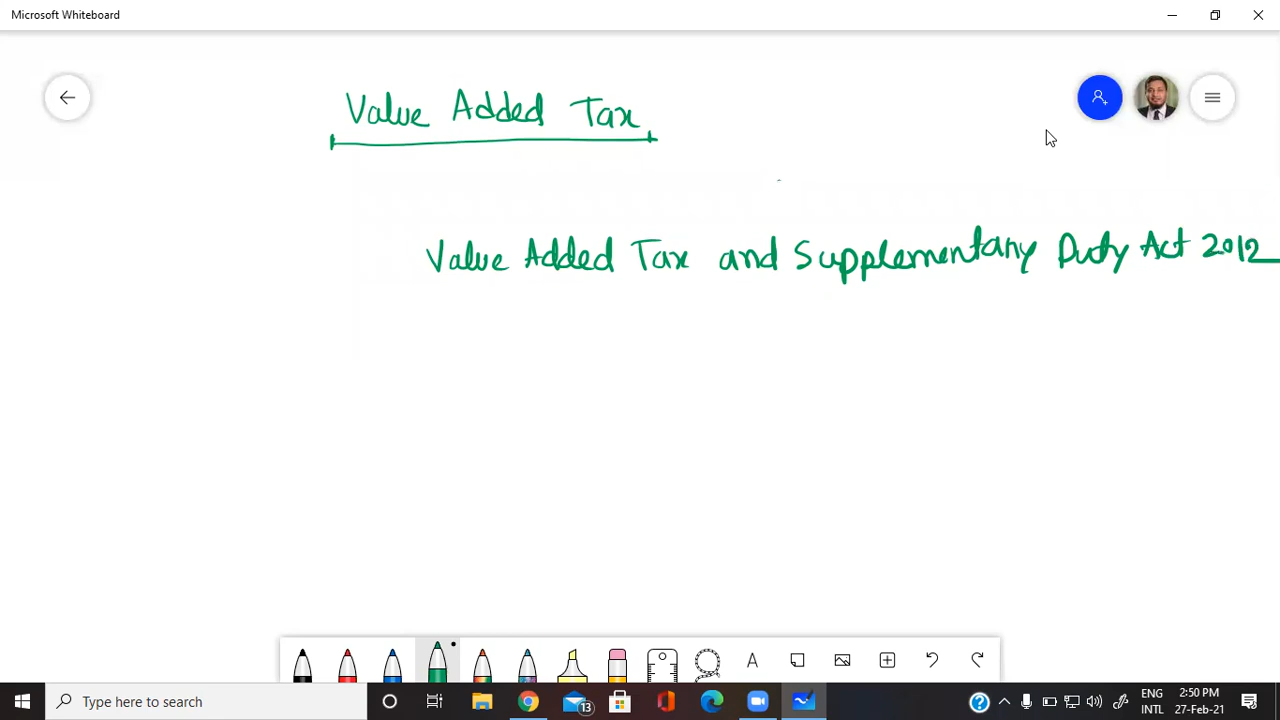 Microsoft Whiteboard
Value Added Tax
Value Added Tax and Supplementary Duty Act 2012
A
Type here to search
13
ENG
INTL
2:50 PM
27-Feb-21